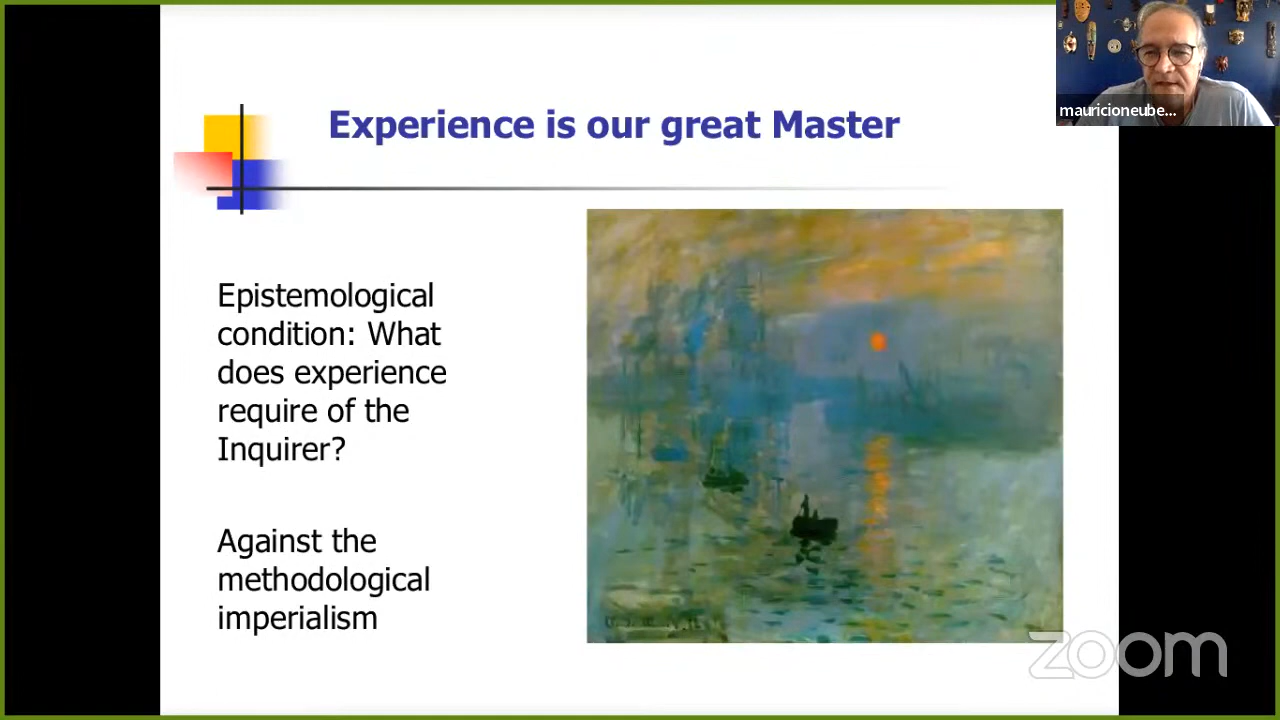 Experience is our great Master
mauricioneube...
Epistemological
condition: What
does experience
require of the
Inquirer?
Against the
methodological
imperialism
zoom